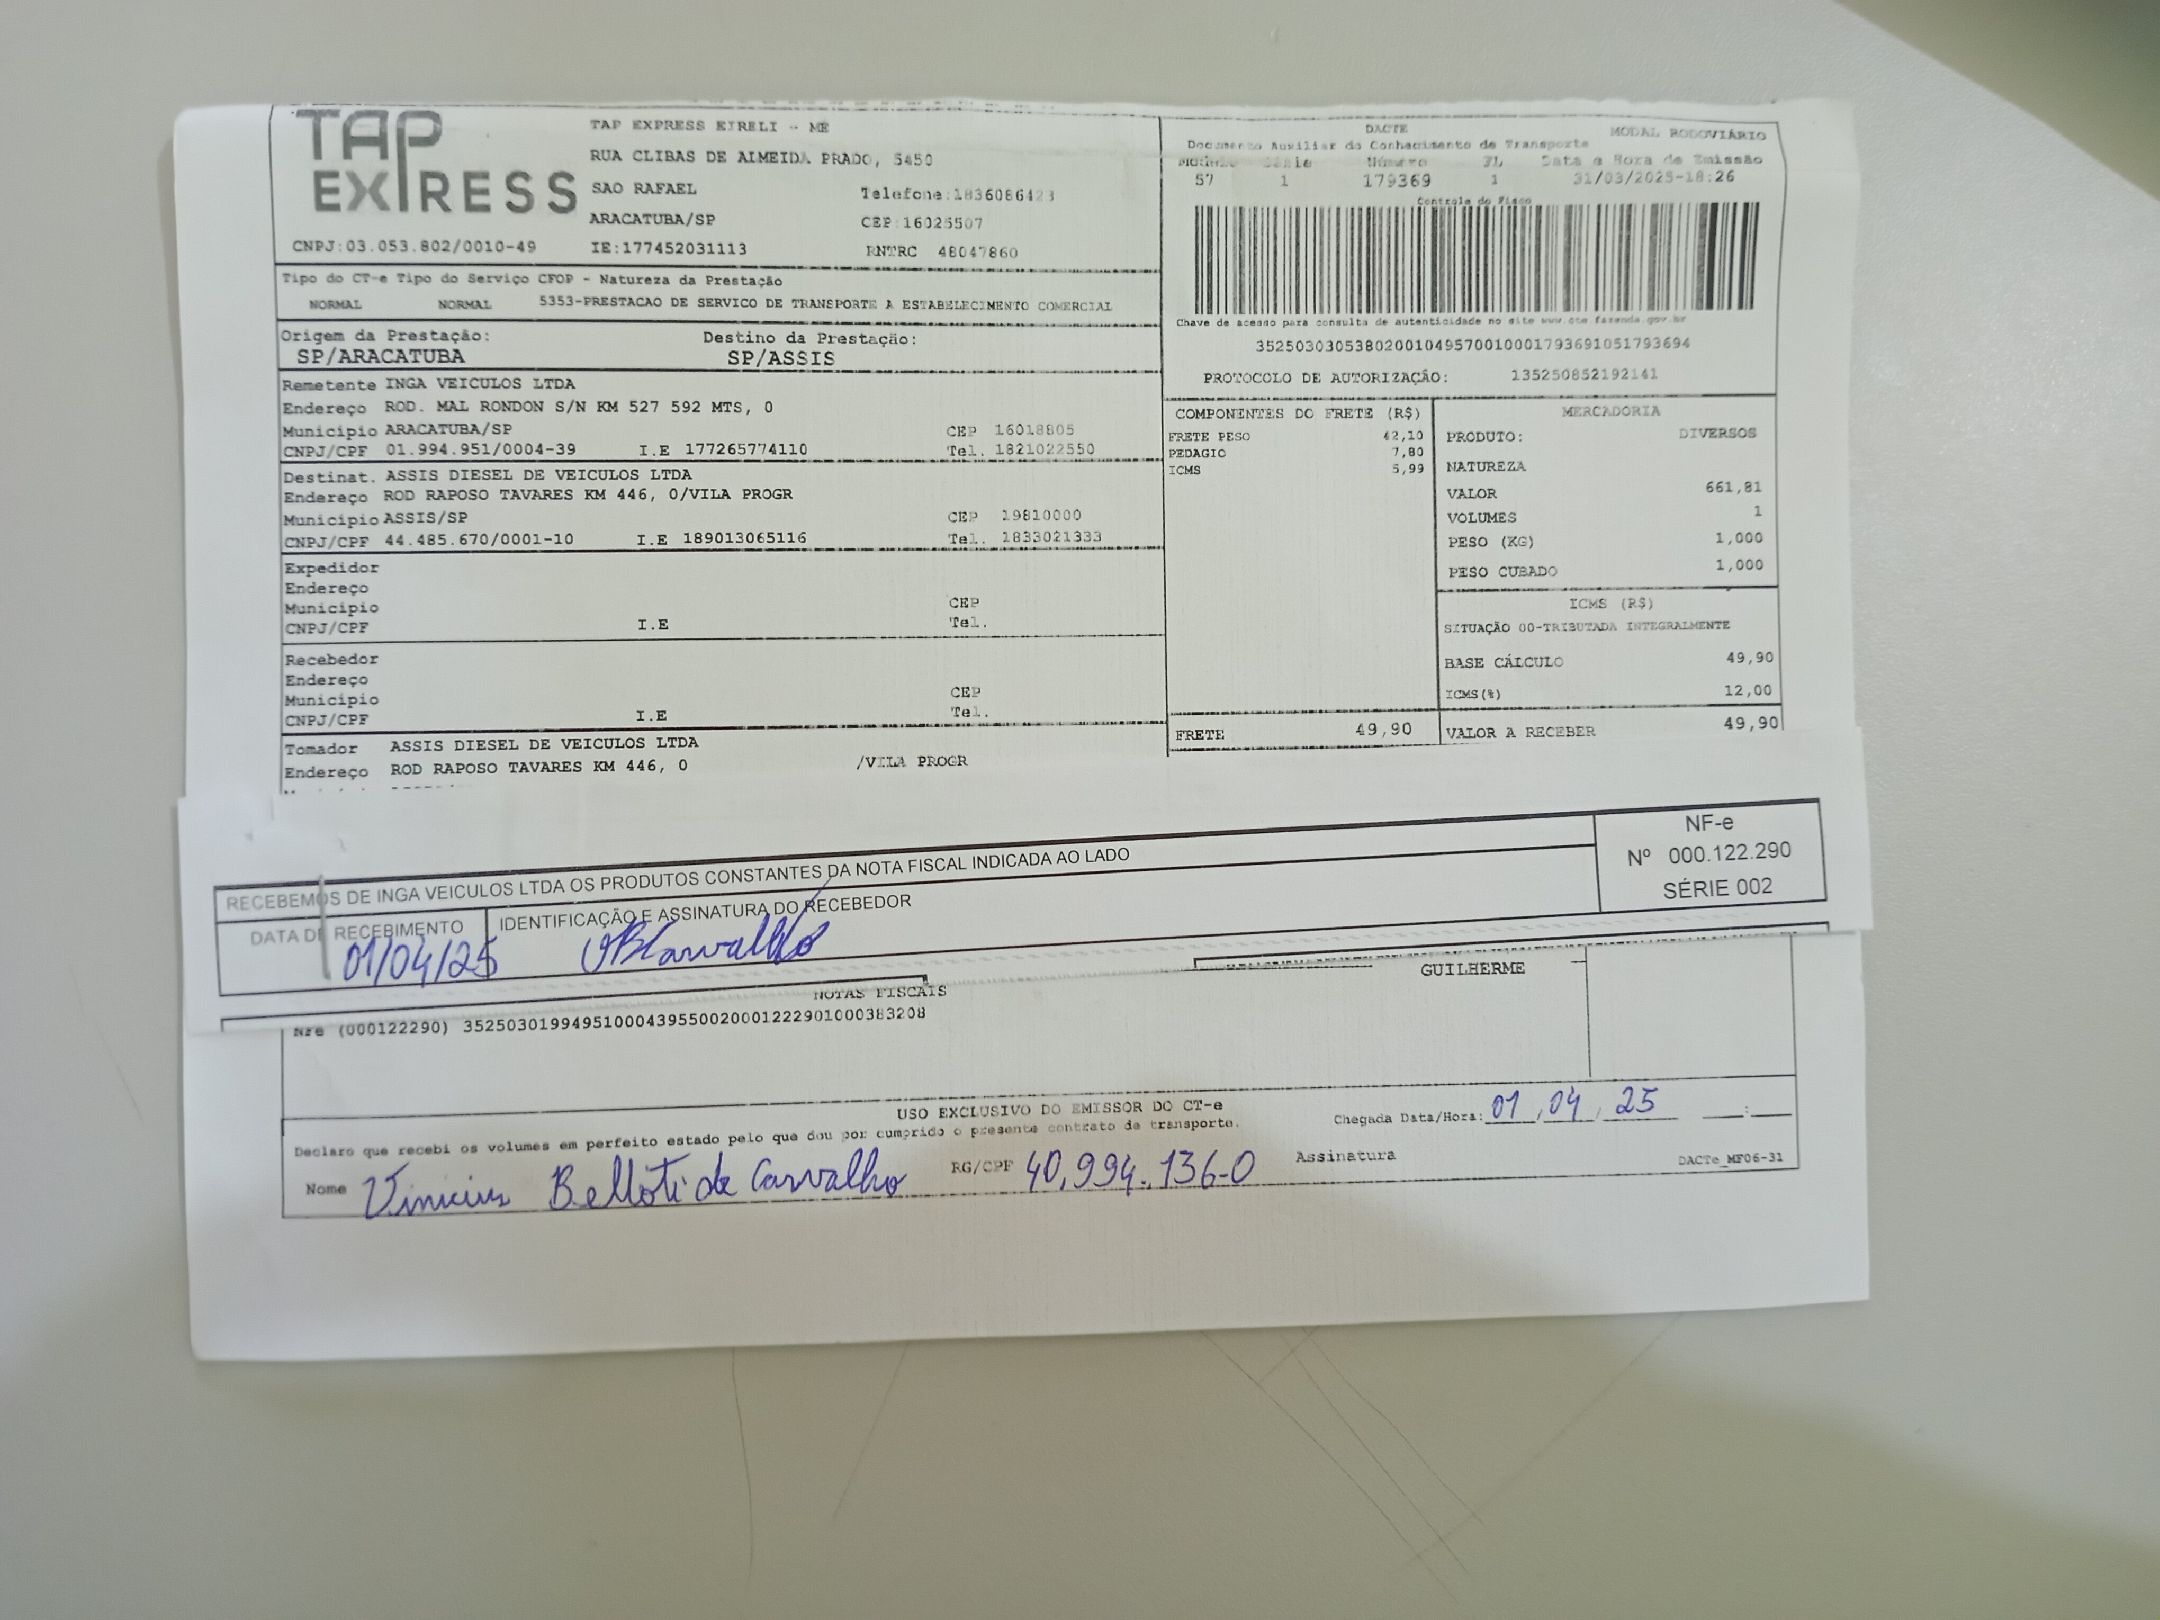 TAP
EXPRESS
TAP EXPRESS EIRELI - ME
RUA CLIBAS DE ALMEIDA PRADO, 5450
SAO RAFAEL Telefone:1836086423
ARACATUBA/SP CEP:16025507
CNPJ:03.053.802/0010-49 IE:177452031113 RNTRC 48047860
DACTE MODAL RODOVIÁRIO
Documento Auxiliar do Conhecimento de Transporte
Modelo Série Número FL Data e Hora de Emissão
57 1 179369 1 31/03/2025-18:26
Controle do Fisco
Chave de acesso para consulta de autenticidade no site www.cte.fazenda.gov.br
35250303053802001049570010001793691051793694
PROTOCOLO DE AUTORIZAÇÃO: 135250852192141
Tipo do CT-e Tipo do Serviço CFOP - Natureza da Prestação
NORMAL NORMAL 5353-PRESTACAO DE SERVICO DE TRANSPORTE A ESTABELECIMENTO COMERCIAL
Origem da Prestação: Destino da Prestação:
SP/ARACATUBA SP/ASSIS
Remetente INGA VEICULOS LTDA
Endereço ROD. MAL RONDON S/N KM 527 592 MTS, 0
Município ARACATUBA/SP CEP 16018805
CNPJ/CPF 01.994.951/0004-39 I.E 177265774110 Tel. 1821022550
Destinat. ASSIS DIESEL DE VEICULOS LTDA
Endereço ROD RAPOSO TAVARES KM 446, 0/VILA PROGR
Município ASSIS/SP CEP 19810000
CNPJ/CPF 44.485.670/0001-10 I.E 189013065116 Tel. 1833021333
Expedidor
Endereço
Município CEP
CNPJ/CPF I.E Tel.
Recebedor
Endereço
Município CEP
CNPJ/CPF I.E Tel.
Tomador ASSIS DIESEL DE VEICULOS LTDA
Endereço ROD RAPOSO TAVARES KM 446, 0 /VILA PROGR
COMPONENTES DO FRETE (R$)
FRETE PESO 42,10
PEDAGIO 7,80
ICMS 5,99
FRETE 49,90
MERCADORIA
PRODUTO: DIVERSOS
NATUREZA
VALOR 661,81
VOLUMES 1
PESO (KG) 1,000
PESO CUBADO 1,000
ICMS (R$)
SITUAÇÃO 00-TRIBUTADA INTEGRALMENTE
BASE CÁLCULO 49,90
ICMS(%) 12,00
VALOR A RECEBER 49,90
RECEBEMOS DE INGA VEICULOS LTDA OS PRODUTOS CONSTANTES DA NOTA FISCAL INDICADA AO LADO
DATA DE RECEBIMENTO IDENTIFICAÇÃO E ASSINATURA DO RECEBEDOR
01/04/25 VBCarvalho
NF-e
Nº 000.122.290
SÉRIE 002
GUILHERME
NOTAS FISCAIS
Nfe (000122290) 35250301994951000439550020001222901000383208
USO EXCLUSIVO DO EMISSOR DO CT-e
Declaro que recebi os volumes em perfeito estado pelo que dou por cumprido o presente contrato de transporte.
Chegada Data/Hora: 01,04,25 __:__
Nome Vinicius Belloti de Carvalho RG/CPF 40,994.136-0 Assinatura
DACTe_MF06-31